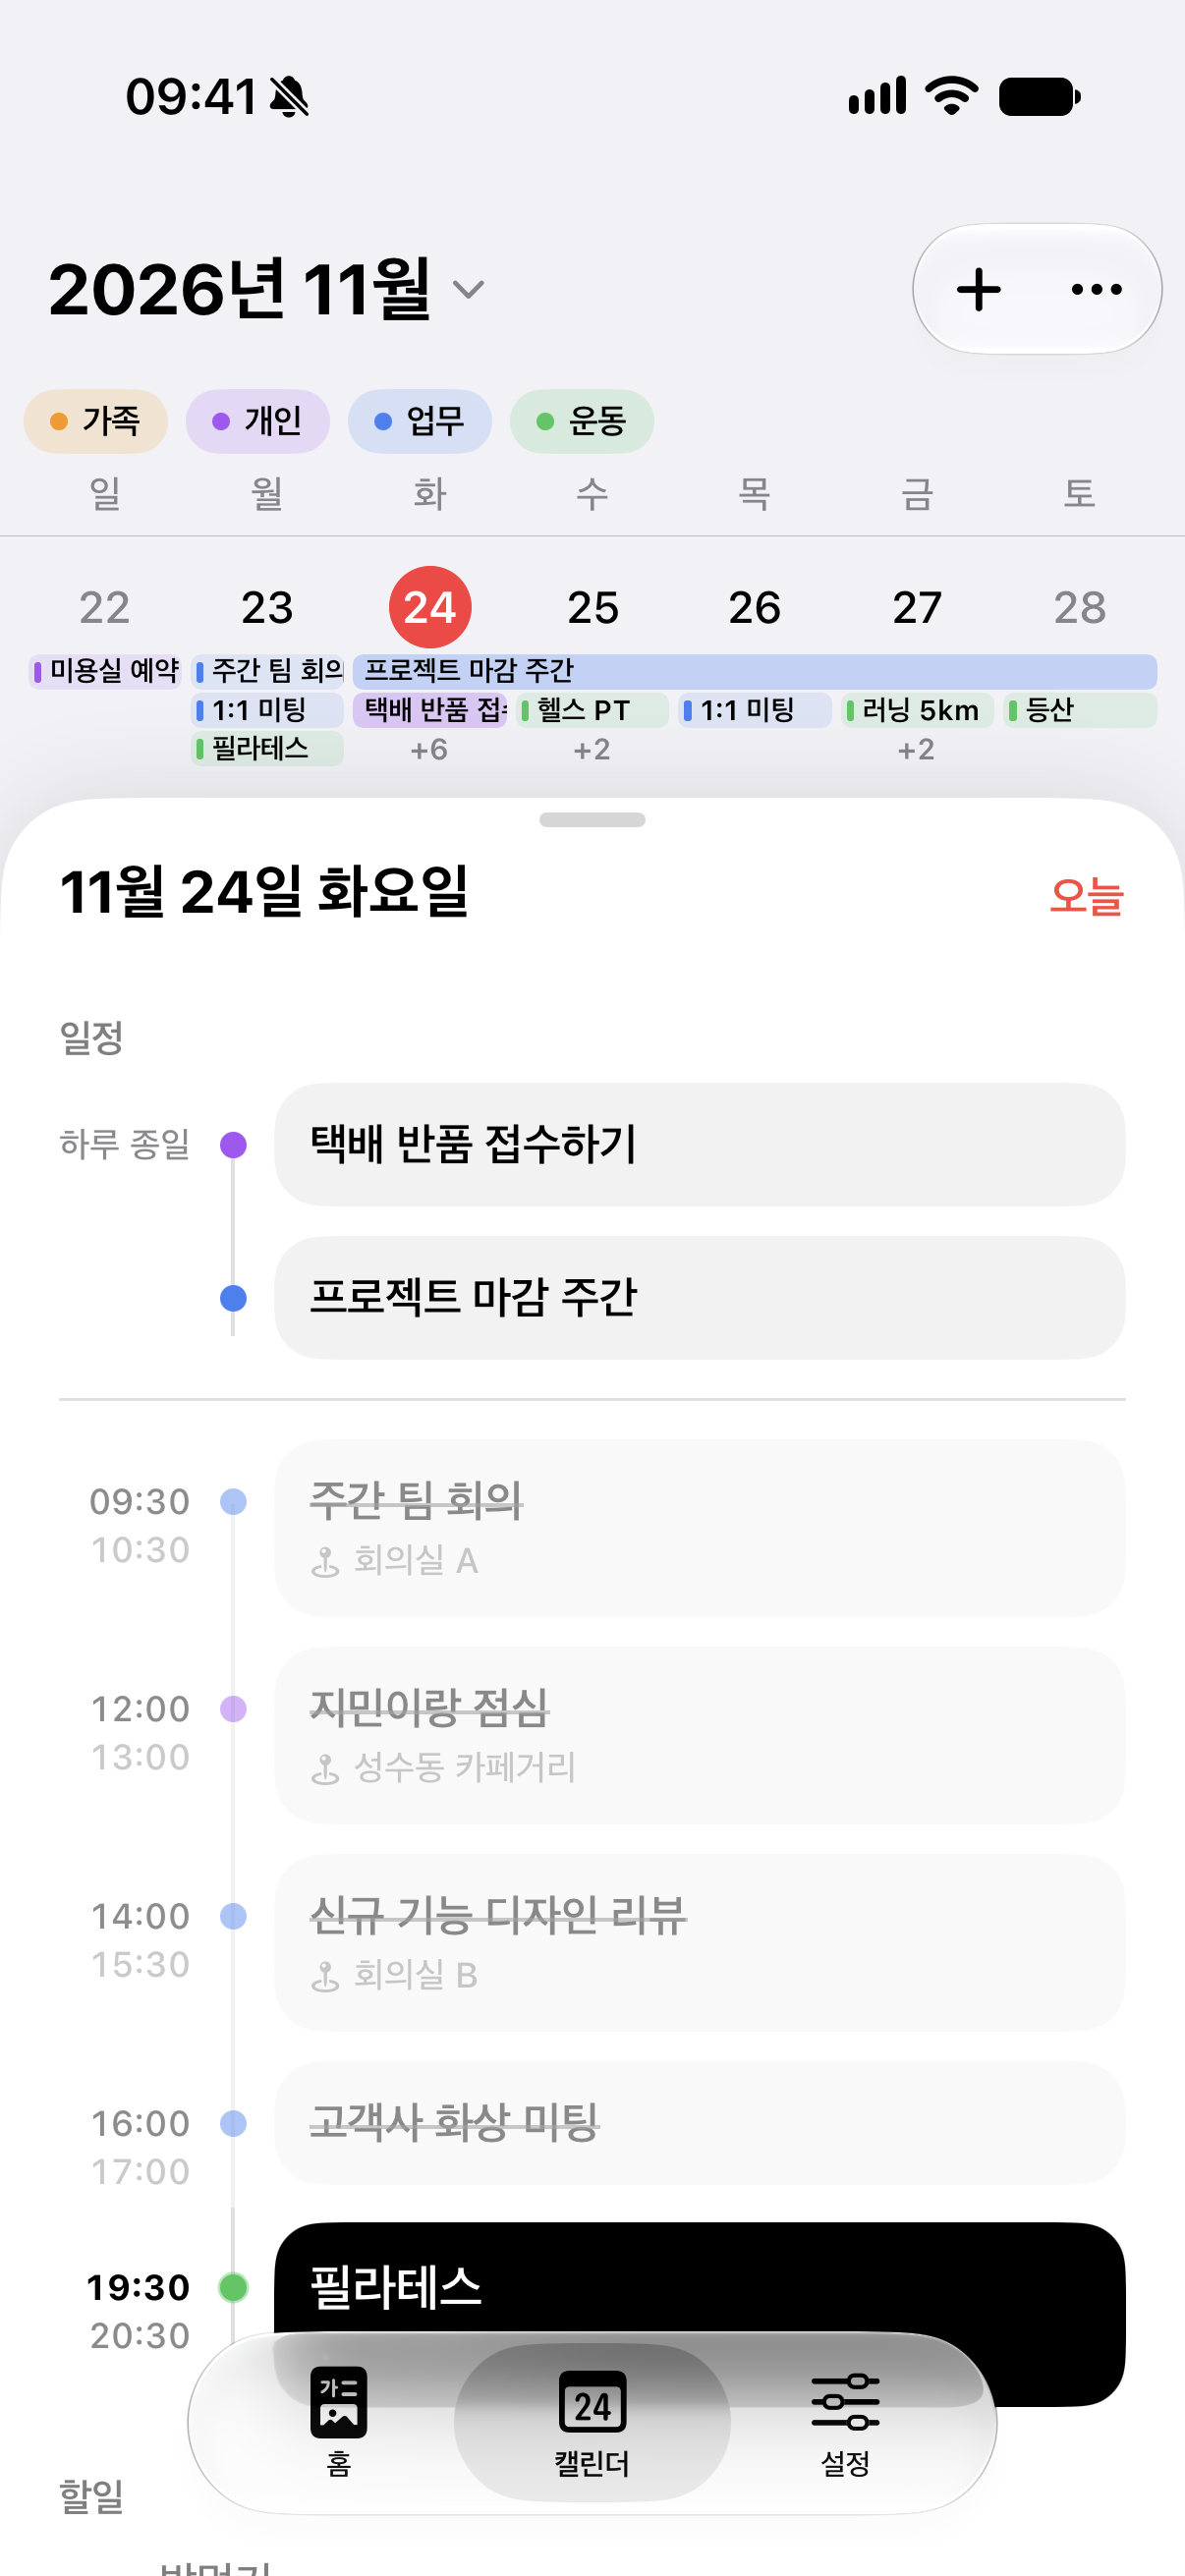 09:41
2026년 11월
가족 개인 업무 운동
일 월 화 수 목 금 토
22 23 24 25 26 27 28
미용실 예약 주간 팀 회의 프로젝트 마감 주간
1:1 미팅 택배 반품 헬스 PT 1:1 미팅 러닝 5km 등산
필라테스 +6 +2 +2
11월 24일 화요일
오늘
일정
하루 종일 택배 반품 접수하기
프로젝트 마감 주간
09:30 주간 팀 회의
10:30 회의실 A
12:00 지민이랑 점심
13:00 성수동 카페거리
14:00 신규 기능 디자인 리뷰
15:30 회의실 B
16:00 고객사 화상 미팅
17:00
19:30 필라테스
20:30
가
24
홈 캘린더 설정
할일